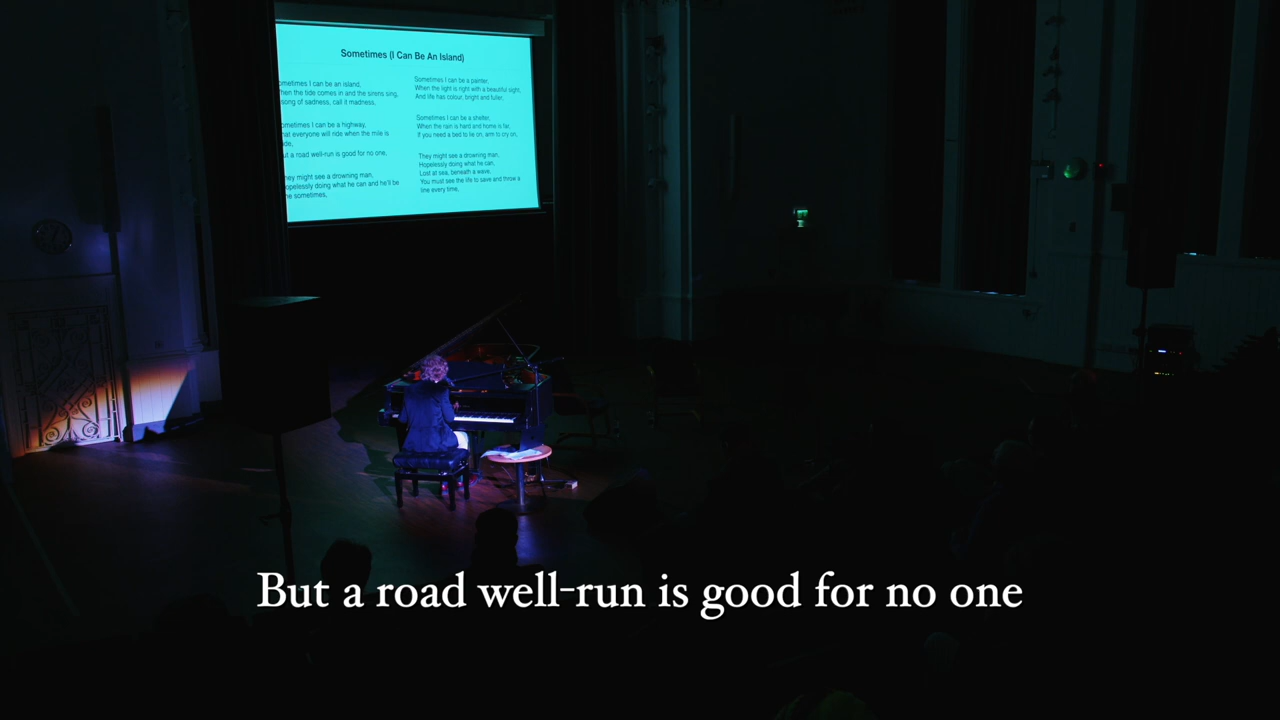 Sometimes (I Can Be An Island)
ometimes I can be an island,
hen the tide comes in and the sirens sing,
song of sadness, call it madness.
ometimes I can be a highway,
hat everyone will ride when the mile is
ide,
ut a road well-run is good for no one,
hey might see a drowning man,
opelessly doing what he can and he'll be
ne sometimes,
Sometimes I can be a painter,
When the light is right with a beautiful sight,
And life has colour, bright and fuller,
Sometimes I can be a shelter,
When the rain is hard and home is far,
If you need a bed to lie on, arm to cry on,
They might see a drowning man,
Hopelessly doing what he can,
Lost at sea, beneath a wave,
You must see the life to save and throw a
line every time,
But a road well-run is good for no one